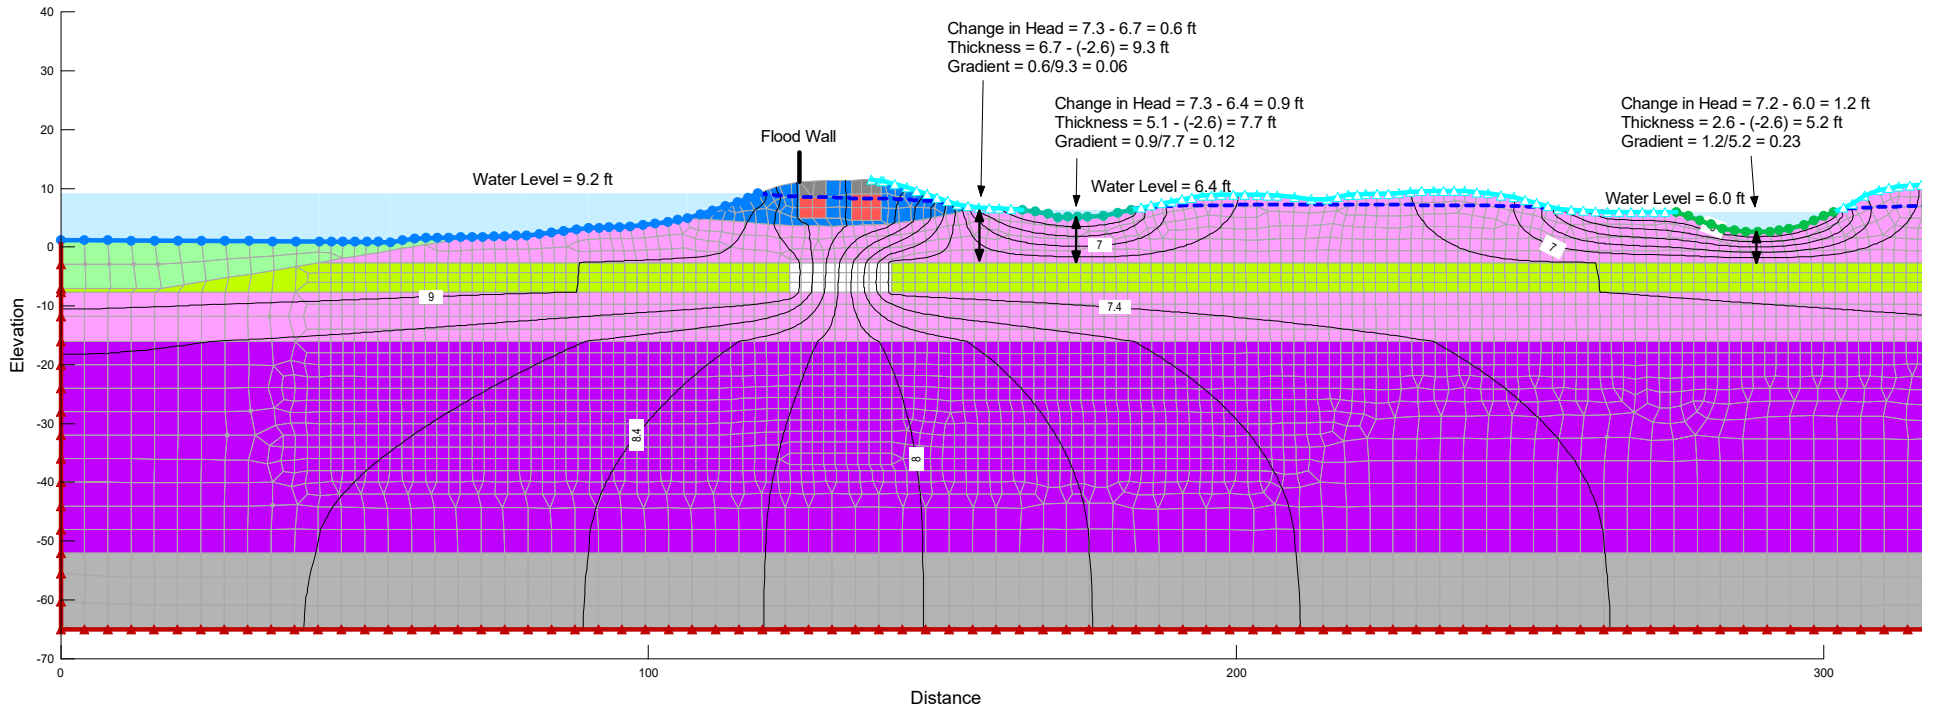 Change in Head = 7.3 - 6.7 = 0.6 ft
Thickness = 6.7 - (-2.6) = 9.3 ft
Gradient = 0.6/9.3 = 0.06
Change in Head = 7.3 - 6.4 = 0.9 ft
Thickness = 5.1 - (-2.6) = 7.7 ft
Gradient = 0.9/7.7 = 0.12
Change in Head = 7.2 - 6.0 = 1.2 ft
Thickness = 2.6 - (-2.6) = 5.2 ft
Gradient = 1.2/5.2 = 0.23
Flood Wall
Water Level = 9.2 ft
Water Level = 6.4 ft
Water Level = 6.0 ft
7
7
9
7.4
8.4
8
Elevation
40
30
20
10
0
-10
-20
-30
-40
-50
-60
-70
0
100
200
300
Distance